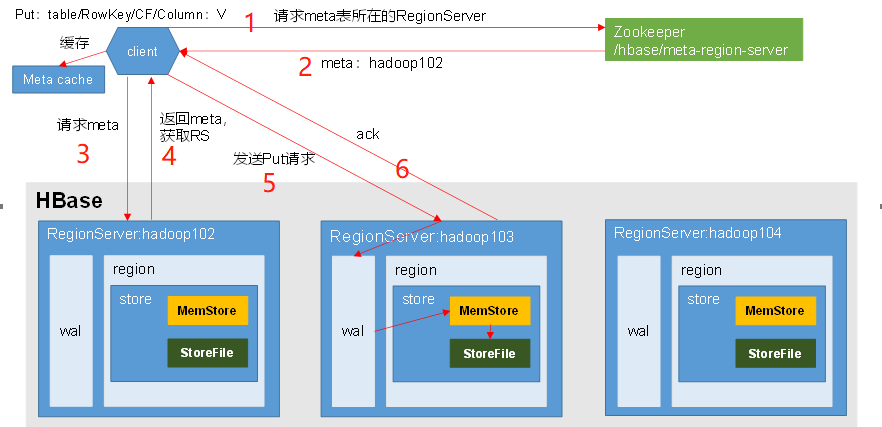 Put：table/RowKey/CF/Column：V
1
请求meta表所在的RegionServer
Zookeeper
/hbase/meta-region-server
缓存
client
2
meta：hadoop102
Meta cache
请求meta
3
返回meta，
获取RS
4
发送Put请求
5
ack
6
HBase
RegionServer:hadoop102
wal
region
store
MemStore
StoreFile
RegionServer:hadoop103
wal
region
store
MemStore
StoreFile
RegionServer:hadoop104
wal
region
store
MemStore
StoreFile